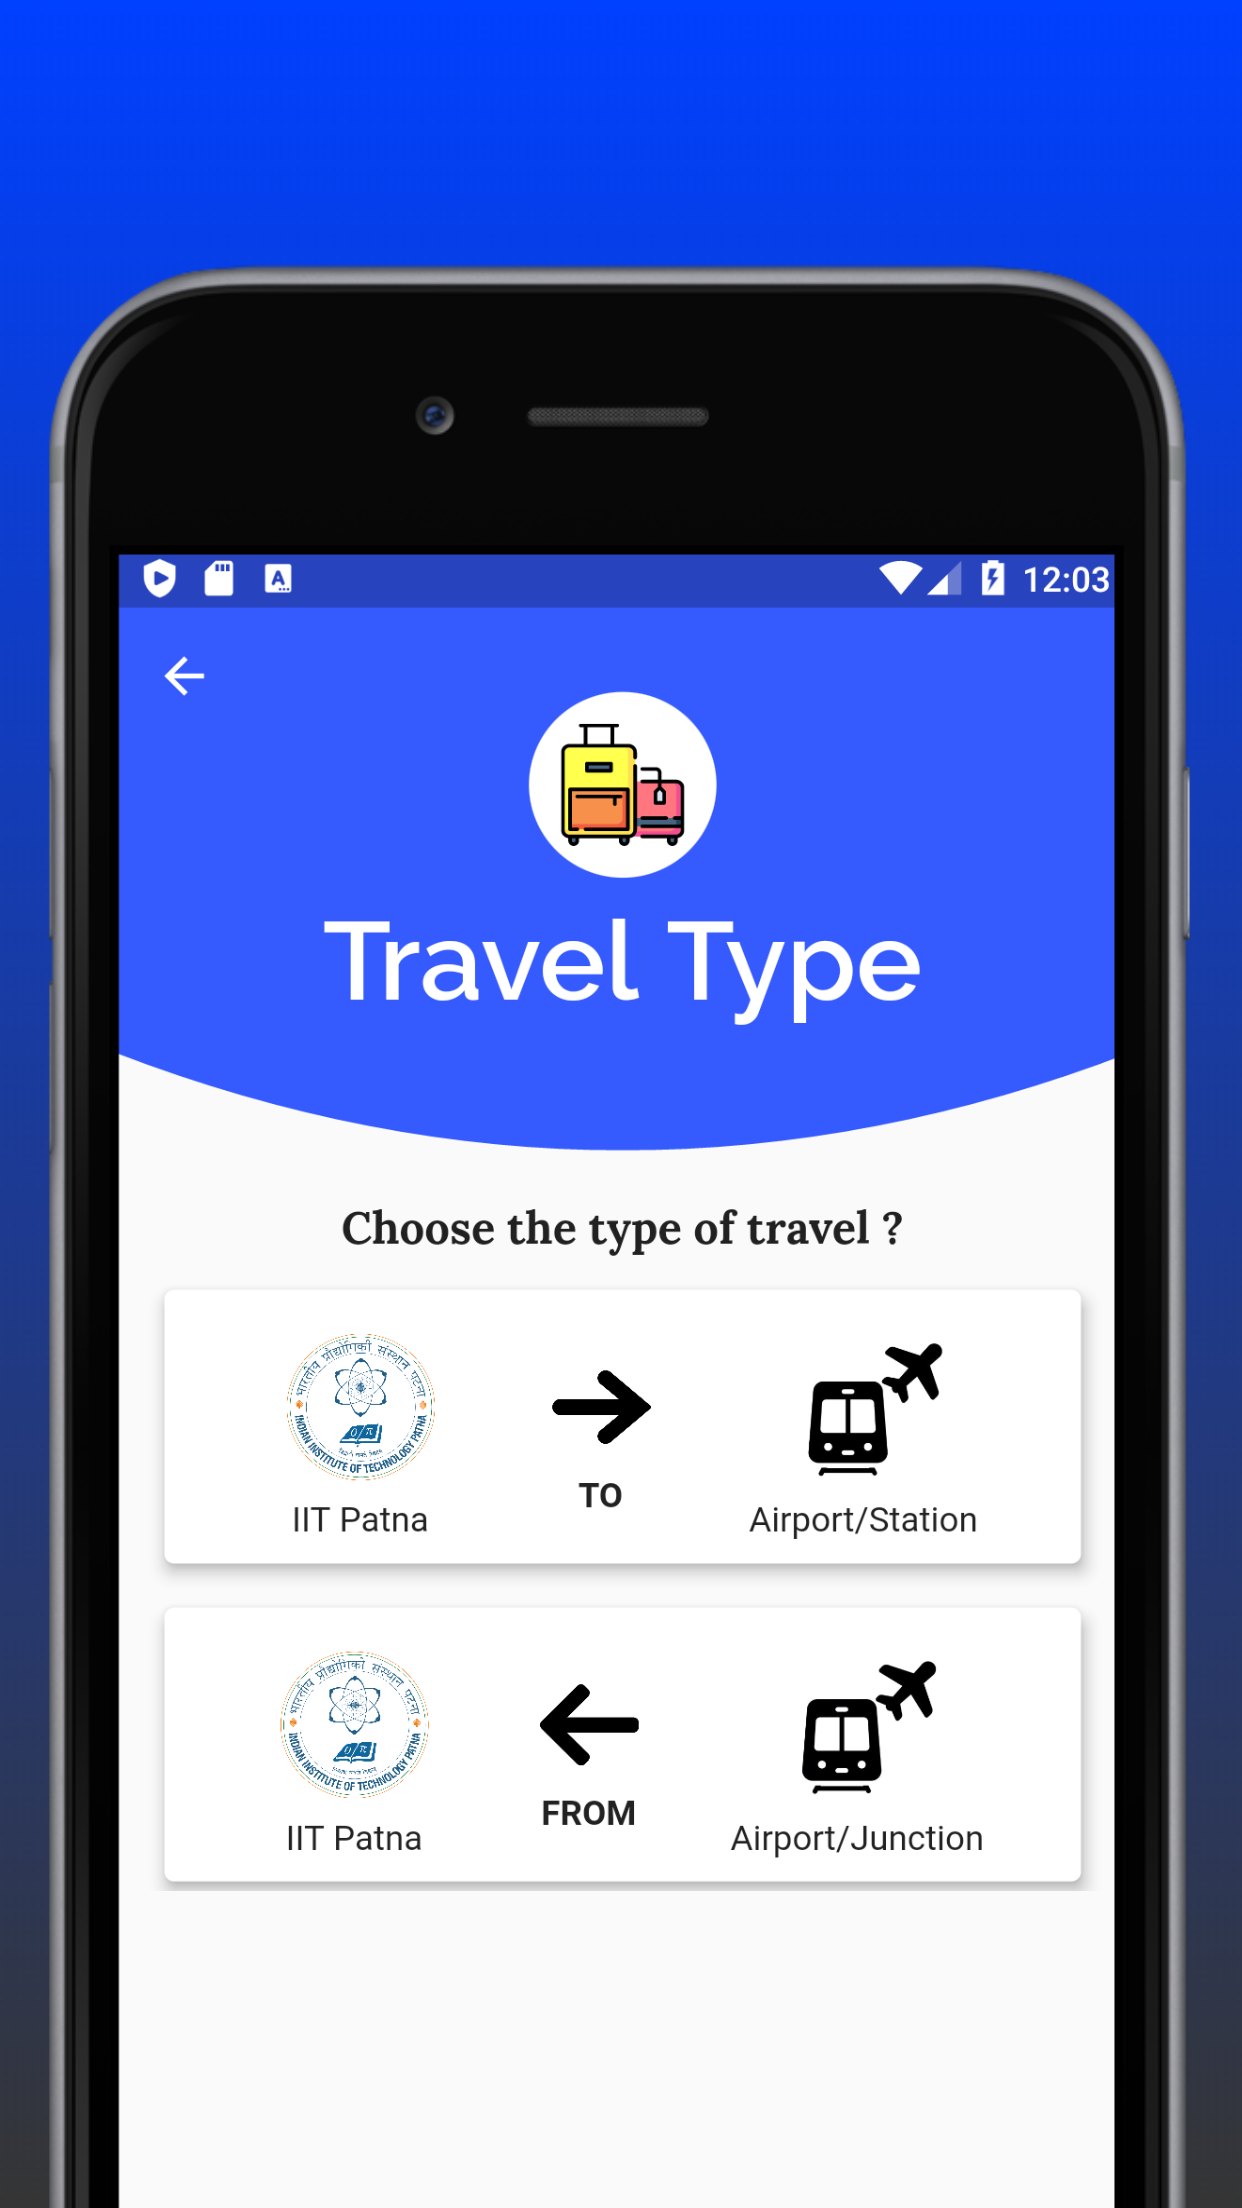 A
12:03
Travel Type
Choose the type of travel ?
भारतीय प्रौद्योगिकी संस्थान पटना
INDIAN INSTITUTE OF TECHNOLOGY PATNA
TO
IIT Patna
Airport/Station
भारतीय प्रौद्योगिकी संस्थान पटना
INDIAN INSTITUTE OF TECHNOLOGY PATNA
FROM
IIT Patna
Airport/Junction